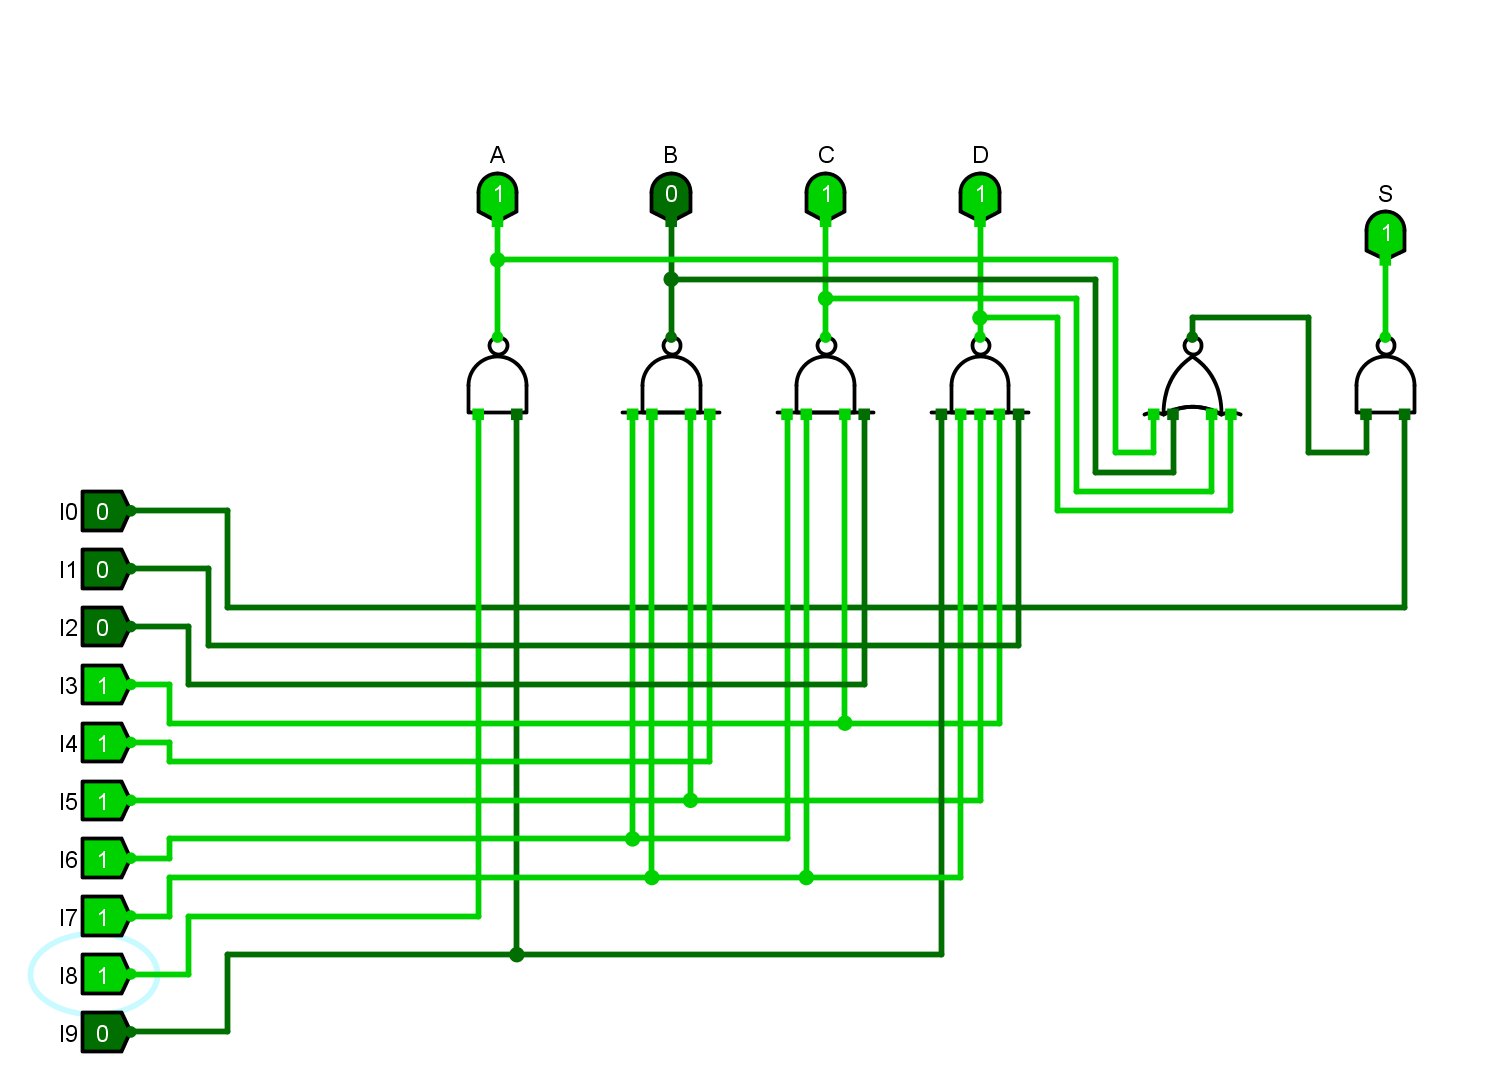 A B C D
1 0 1 1 S
1
I0 0
I1 0
I2 0
I3 1
I4 1
I5 1
I6 1
I7 1
I8 1
I9 0